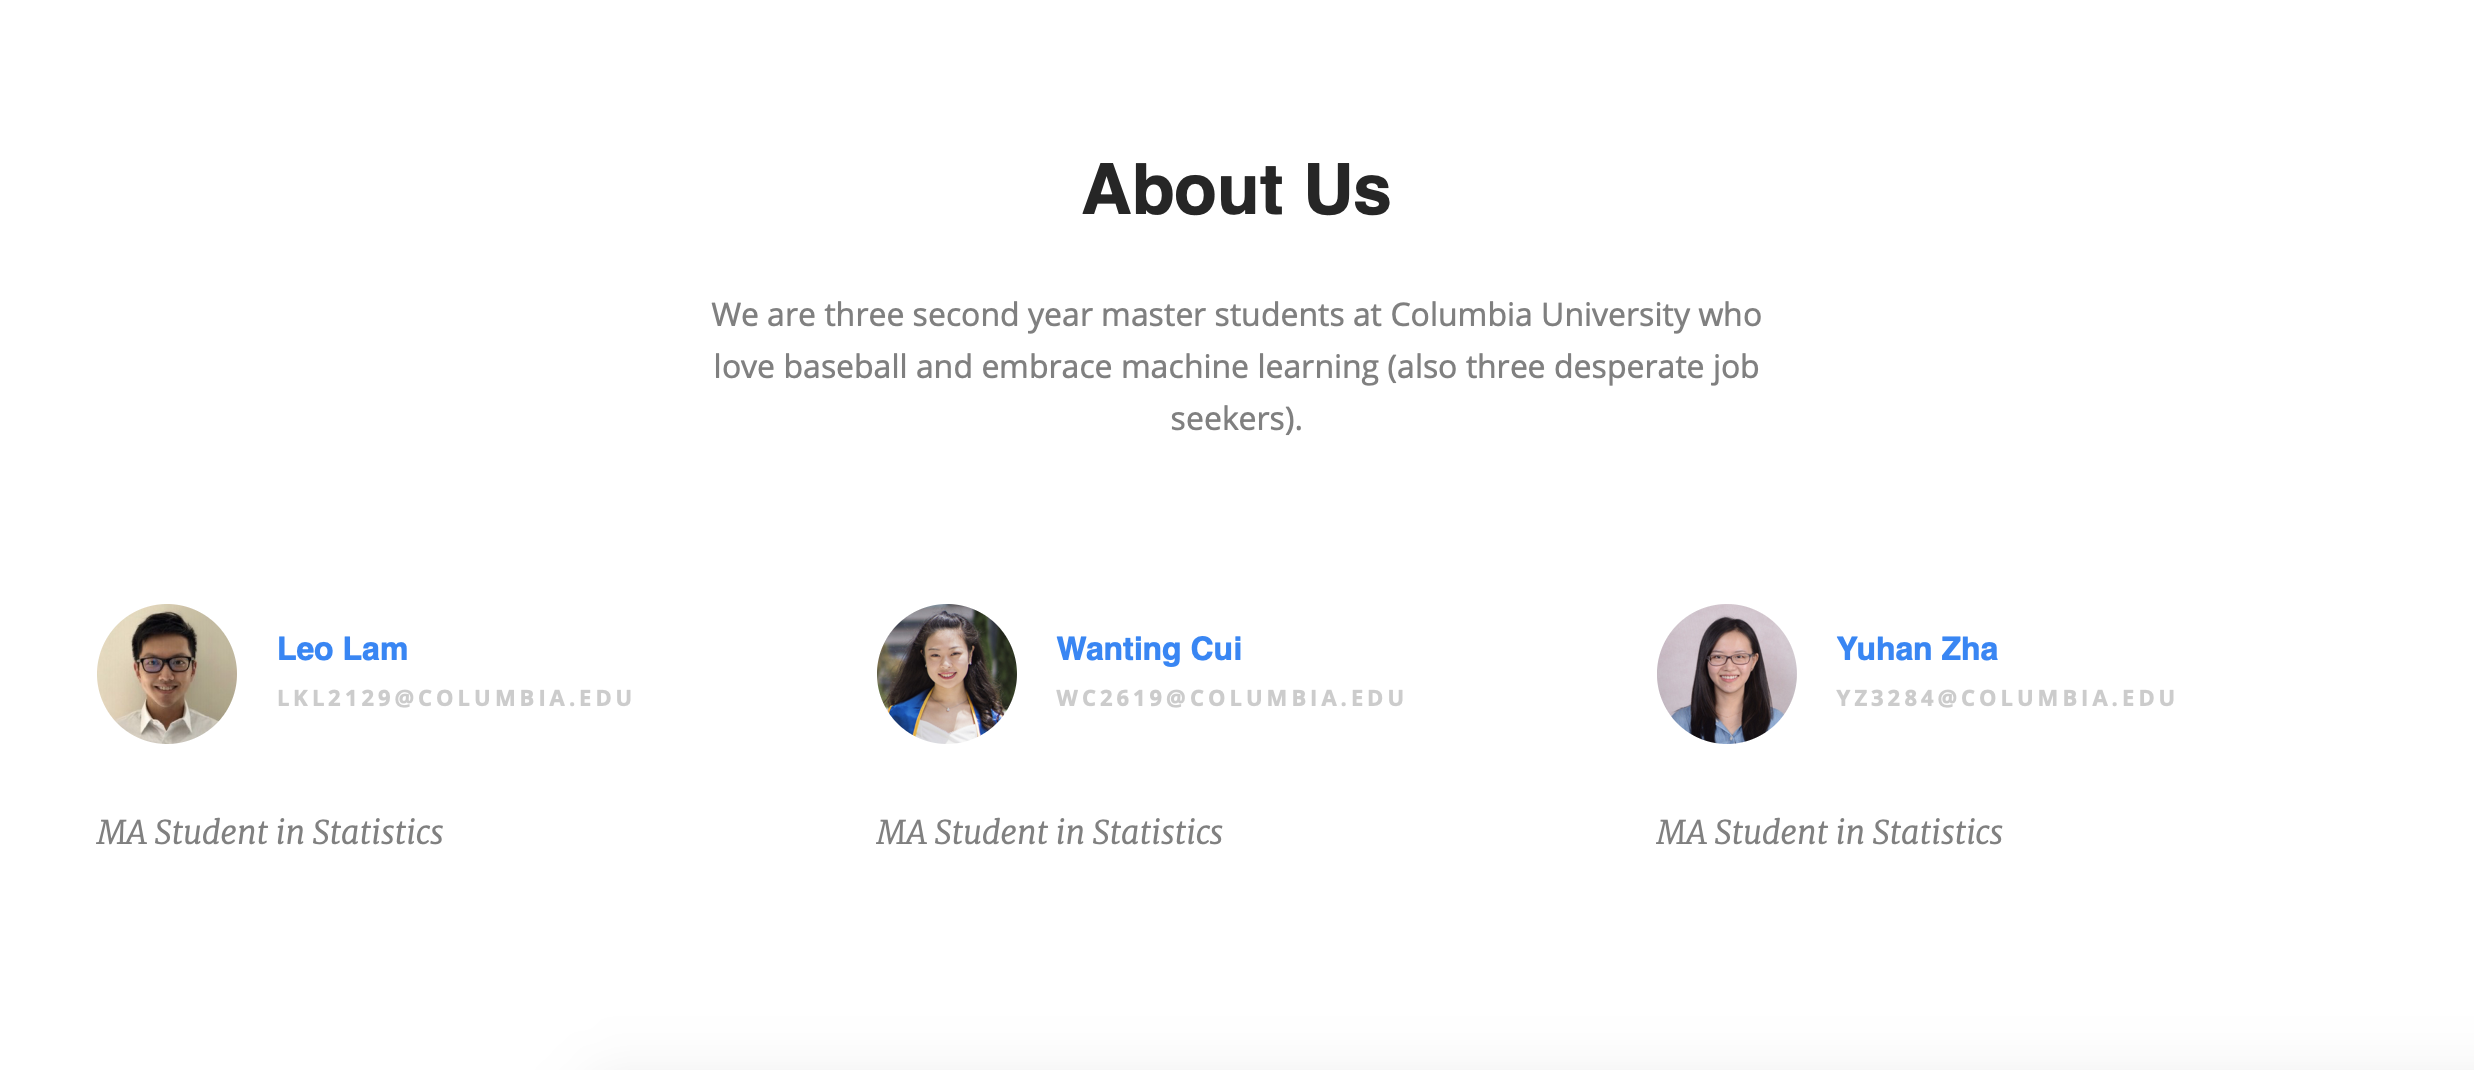 About Us
We are three second year master students at Columbia University who
love baseball and embrace machine learning (also three desperate job
seekers).
Leo Lam
LKL2129@COLUMBIA.EDU
MA Student in Statistics
Wanting Cui
WC2619@COLUMBIA.EDU
MA Student in Statistics
Yuhan Zha
YZ3284@COLUMBIA.EDU
MA Student in Statistics